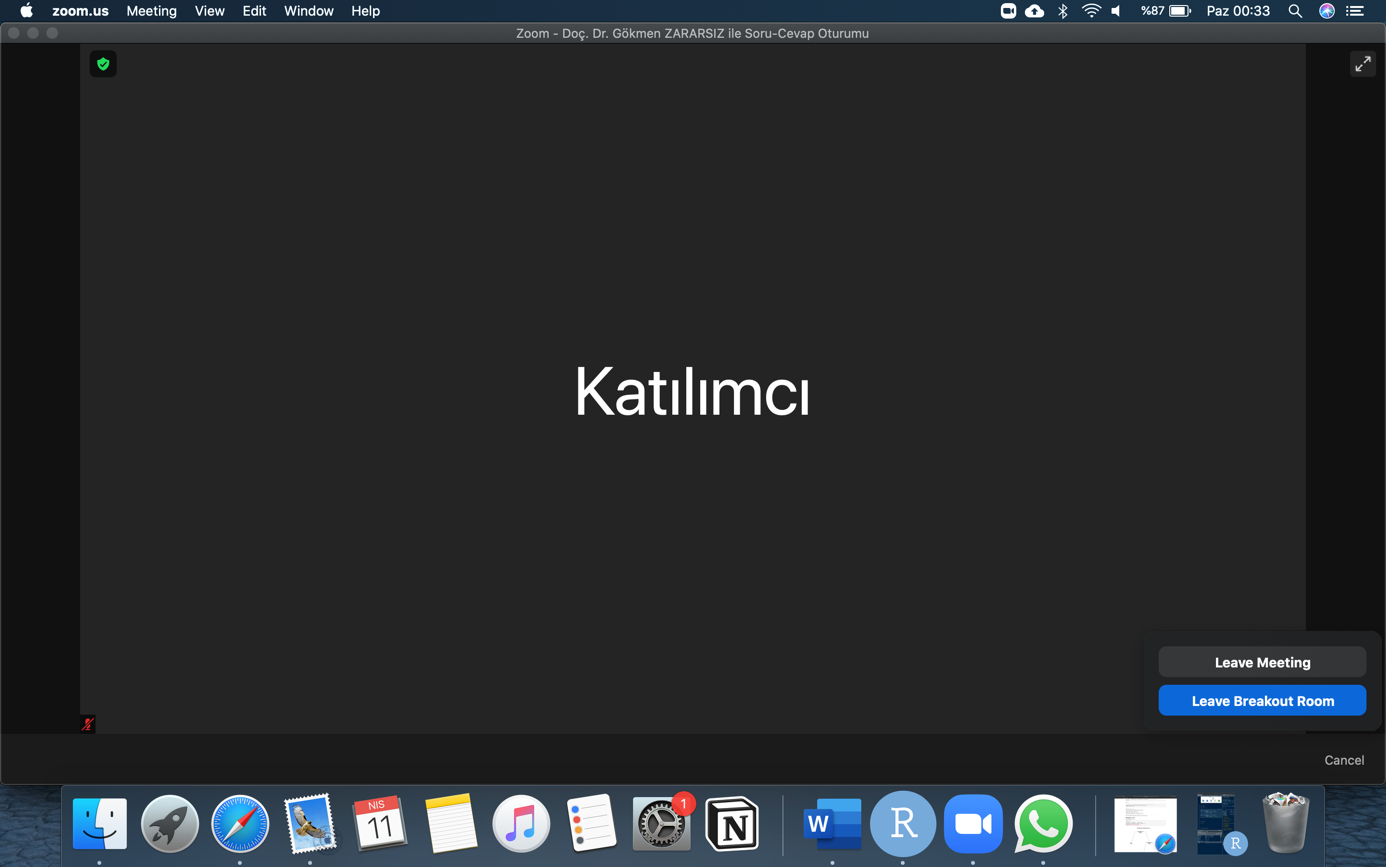 zoom.us Meeting View Edit Window Help %87 Paz 00:33
Zoom - Doç. Dr. Gökmen ZARARSIZ ile Soru-Cevap Oturumu
Katılımcı
Leave Meeting
Leave Breakout Room
Cancel
NIS
11
1
N
W
R
R